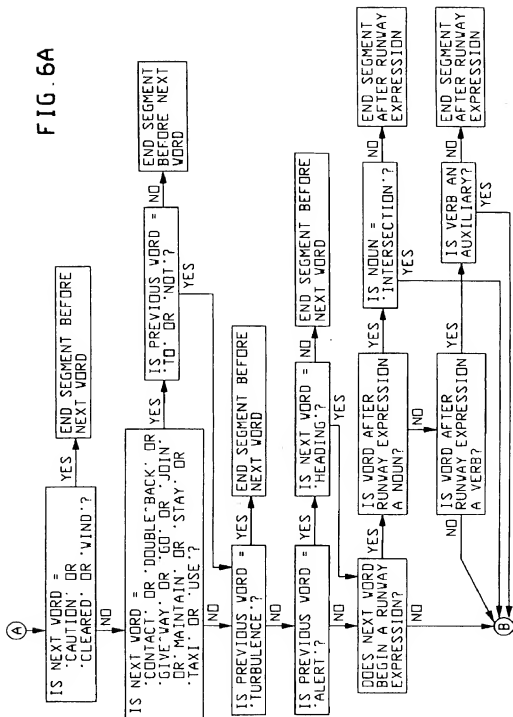 FIG. 6A
A
IS NEXT WORD =
'CAUTION' OR
'CLEARED' OR 'WIND'?
YES
END SEGMENT BEFORE
NEXT WORD
NO
IS NEXT WORD =
'CONTACT' OR 'DOUBLE BACK' OR
'GIVE-WAY' OR 'GO' OR 'JOIN'
OR 'MAINTAIN' OR 'STAY' OR
'TAXI' OR 'USE'?
YES
IS PREVIOUS WORD =
'TO' OR 'NOT'?
NO
END SEGMENT
BEFORE NEXT
WORD
YES
NO
IS PREVIOUS WORD =
'TURBULENCE'?
YES
END SEGMENT BEFORE
NEXT WORD
NO
IS PREVIOUS WORD =
'ALERT'?
YES
IS NEXT WORD =
'HEADING'?
NO
END SEGMENT BEFORE
NEXT WORD
YES
NO
DOES NEXT WORD
BEGIN A RUNWAY
EXPRESSION?
YES
IS WORD AFTER
RUNWAY EXPRESSION
A NOUN?
YES
IS NOUN =
'INTERSECTION'?
NO
END SEGMENT
AFTER RUNWAY
EXPRESSION
YES
NO
NO
IS WORD AFTER
RUNWAY EXPRESSION
A VERB?
YES
IS VERB AN
AUXILIARY?
NO
END SEGMENT
AFTER RUNWAY
EXPRESSION
YES
NO
B